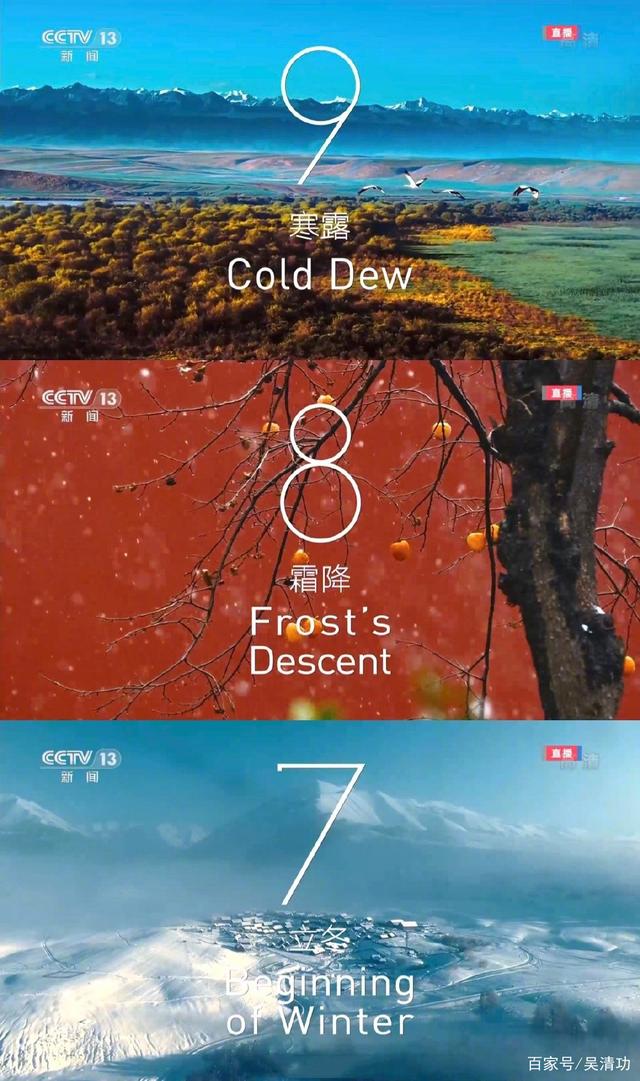 CCTV 13
新闻
直播
高清
9
寒露
Cold Dew
CCTV 13
新闻
直播
高清
8
霜降
Frost's
Descent
CCTV 13
新闻
直播
高清
7
立冬
Beginning
of Winter
百家号/吴清功